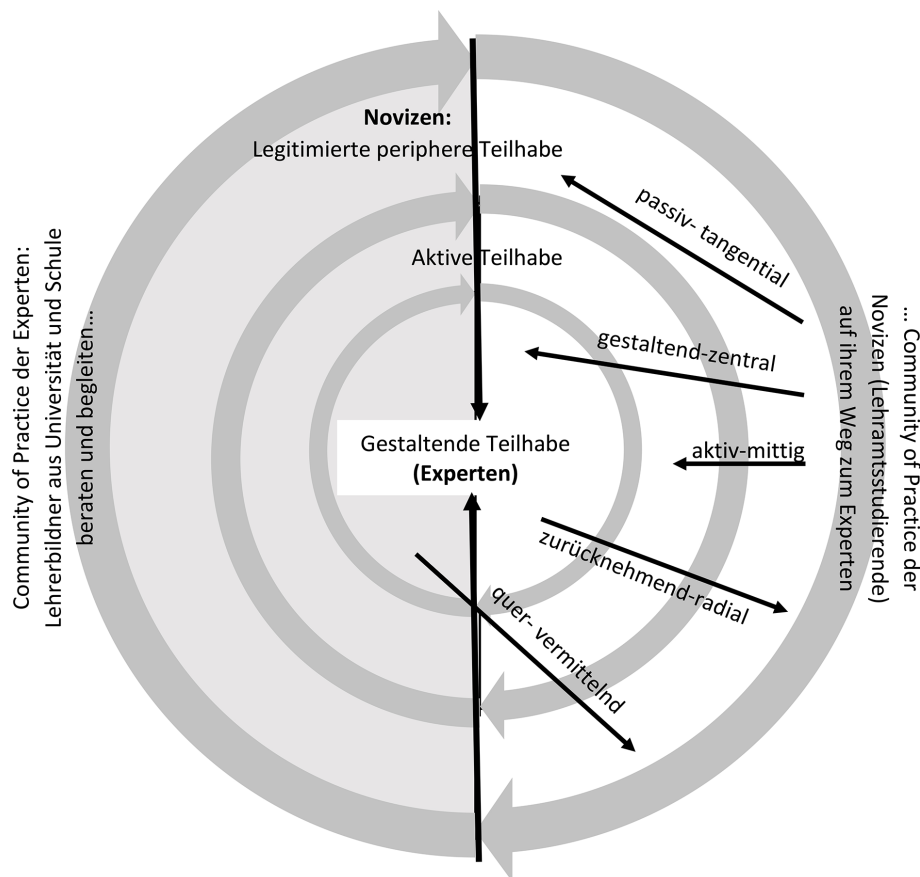 Novizen:
Legitimierte periphere Teilhabe
Aktive Teilhabe
Gestaltende Teilhabe
(Experten)
Community of Practice der Experten:
Lehrerbildner aus Universität und Schule
beraten und begleiten...
passiv- tangential
gestaltend-zentral
aktiv-mittig
zurücknehmend-radial
quer- vermittelnd
... Community of Practice der
Novizen (Lehramtsstudierende)
auf ihrem Weg zum Experten